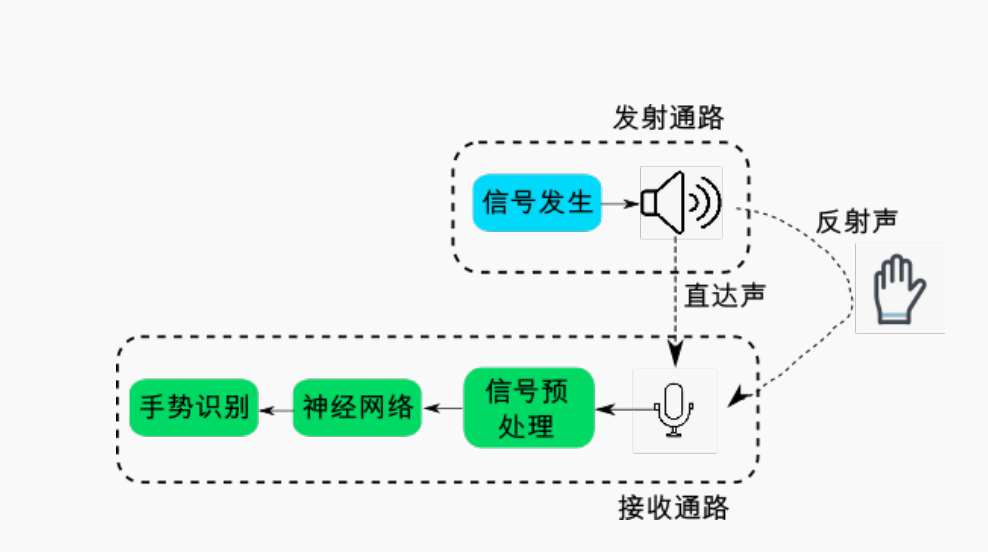 发射通路
信号发生
反射声
直达声
手势识别
神经网络
信号预
处理
接收通路